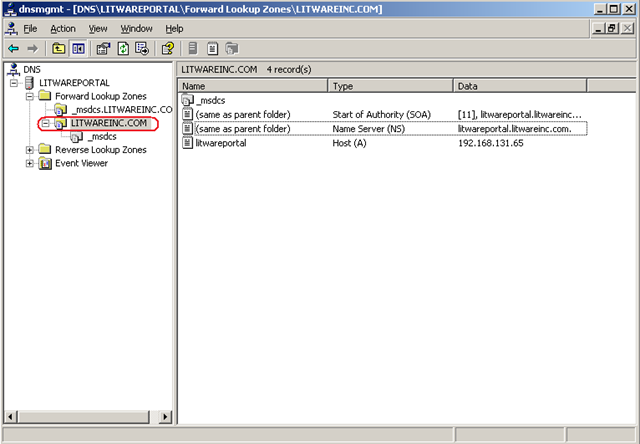 dnsmgmt - [DNS\LITWAREPORTAL\Forward Lookup Zones\LITWAREINC.COM]
File Action View Window Help
DNS
LITWAREPORTAL
Forward Lookup Zones
_msdcs.LITWAREINC.CO
LITWAREINC.COM
_msdcs
Reverse Lookup Zones
Event Viewer
LITWAREINC.COM 4 record(s)
Name Type Data
_msdcs
(same as parent folder) Start of Authority (SOA) [11], litwareportal.litwareinc...
(same as parent folder) Name Server (NS) litwareportal.litwareinc.com.
litwareportal Host (A) 192.168.131.65